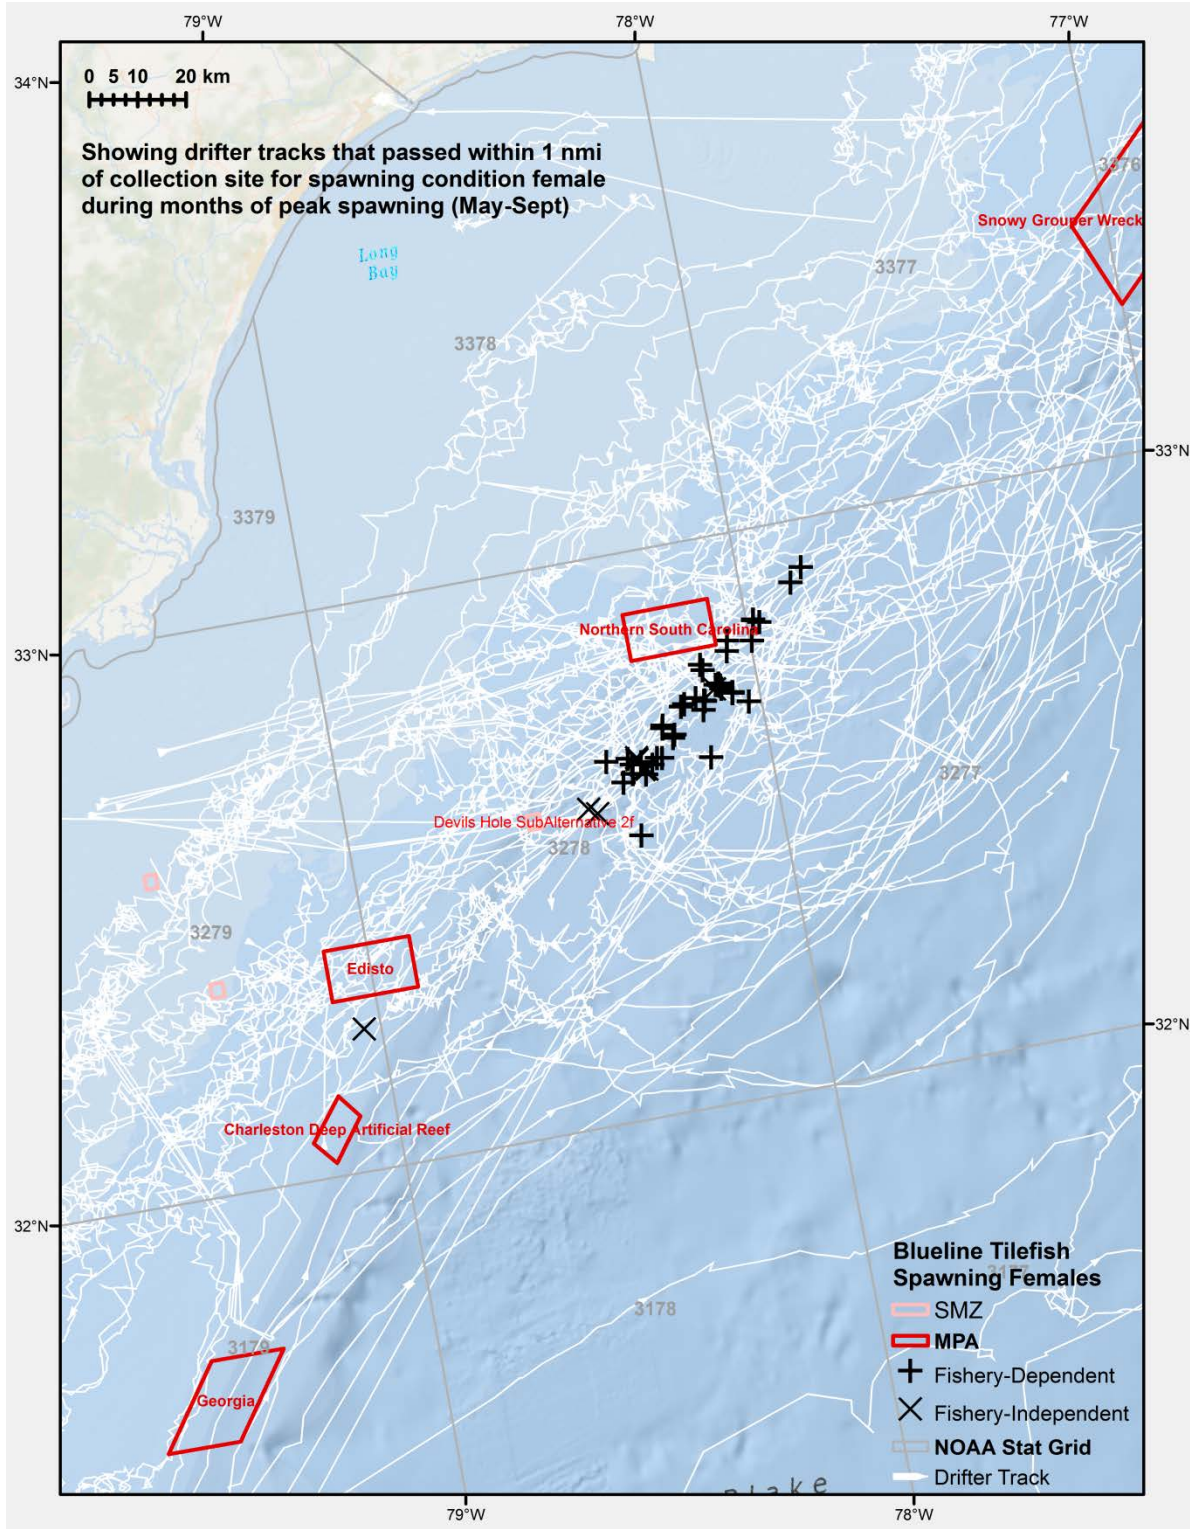 79°W
78°W
77°W
34°N
0 5 10 20 km
Showing drifter tracks that passed within 1 nmi
of collection site for spawning condition female
during months of peak spawning (May-Sept)
3376
Snowy Grouper Wreck
Long
Bay
3377
3378
33°N
3379
Northern South Carolina
33°N
3277
Devils Hole SubAlternative 2f
3278
3279
Edisto
32°N
Charleston Deep Artificial Reef
32°N
Blueline Tilefish
Spawning Females
3177
SMZ
3178
MPA
3179
Fishery-Dependent
Georgia
Fishery-Independent
NOAA Stat Grid
Drifter Track
Blake
79°W
78°W